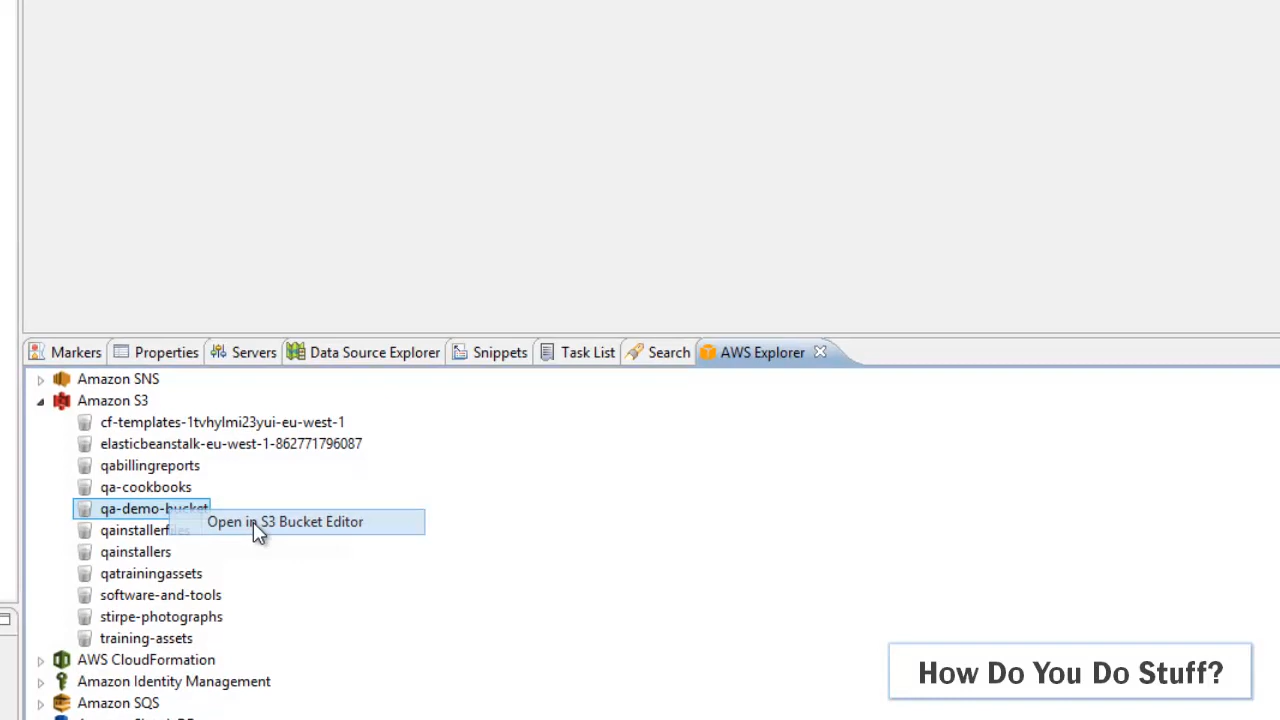 Markers Properties Servers Data Source Explorer Snippets Task List Search AWS Explorer
Amazon SNS
Amazon S3
cf-templates-1tvhylmi23yui-eu-west-1
elasticbeanstalk-eu-west-1-862771796087
qabillingreports
qa-cookbooks
qa-demo-bucket
Open in S3 Bucket Editor
qainstallerfiles
qainstallers
qatrainingassets
software-and-tools
stirpe-photographs
training-assets
AWS CloudFormation
How Do You Do Stuff?
Amazon Identity Management
Amazon SQS